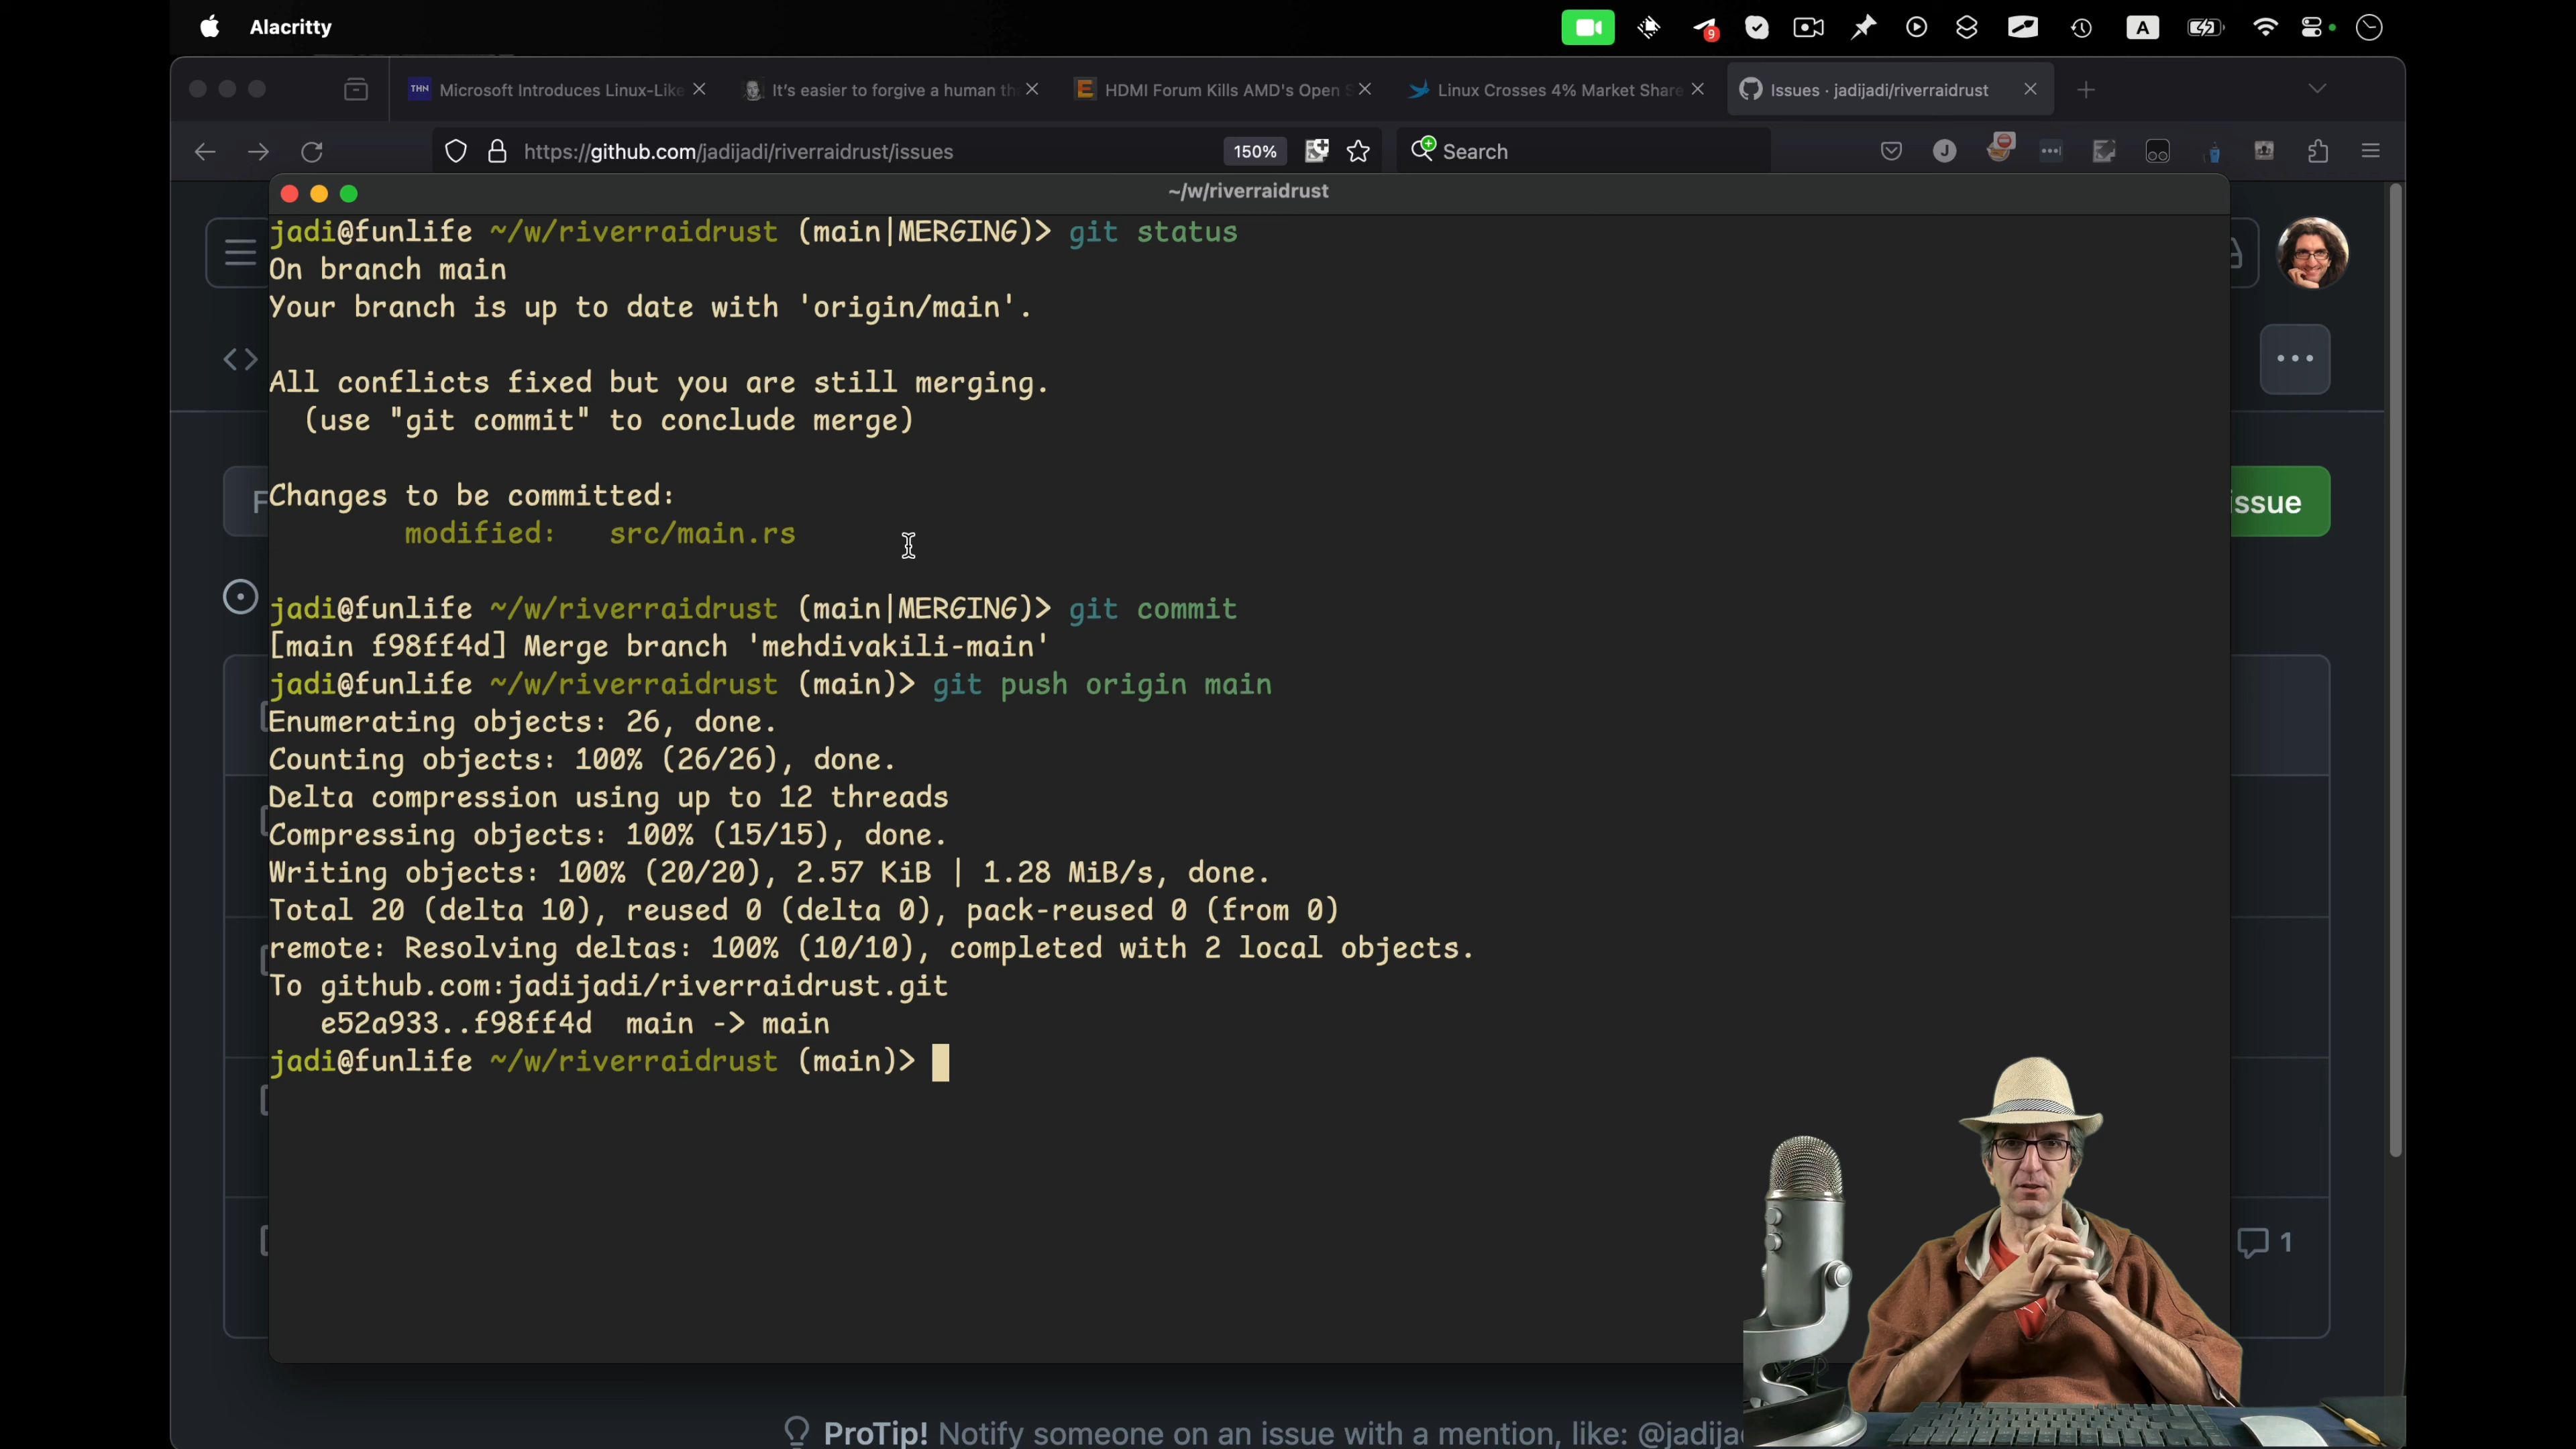 Alacritty
9
A
THN Microsoft Introduces Linux-Like
It's easier to forgive a human th
E HDMI Forum Kills AMD's Open S
Linux Crosses 4% Market Share
Issues · jadijadi/riverraidrust
https://github.com/jadijadi/riverraidrust/issues
150%
Search
J
~/w/riverraidrust
jadi@funlife ~/w/riverraidrust (main|MERGING)> git status
On branch main
Your branch is up to date with 'origin/main'.
All conflicts fixed but you are still merging.
(use "git commit" to conclude merge)
Changes to be committed:
modified: src/main.rs
issue
jadi@funlife ~/w/riverraidrust (main|MERGING)> git commit
[main f98ff4d] Merge branch 'mehdivakili-main'
jadi@funlife ~/w/riverraidrust (main)> git push origin main
Enumerating objects: 26, done.
Counting objects: 100% (26/26), done.
Delta compression using up to 12 threads
Compressing objects: 100% (15/15), done.
Writing objects: 100% (20/20), 2.57 KiB | 1.28 MiB/s, done.
Total 20 (delta 10), reused 0 (delta 0), pack-reused 0 (from 0)
remote: Resolving deltas: 100% (10/10), completed with 2 local objects.
To github.com:jadijadi/riverraidrust.git
e52a933..f98ff4d main -> main
jadi@funlife ~/w/riverraidrust (main)>
1
ProTip! Notify someone on an issue with a mention, like: @jadija